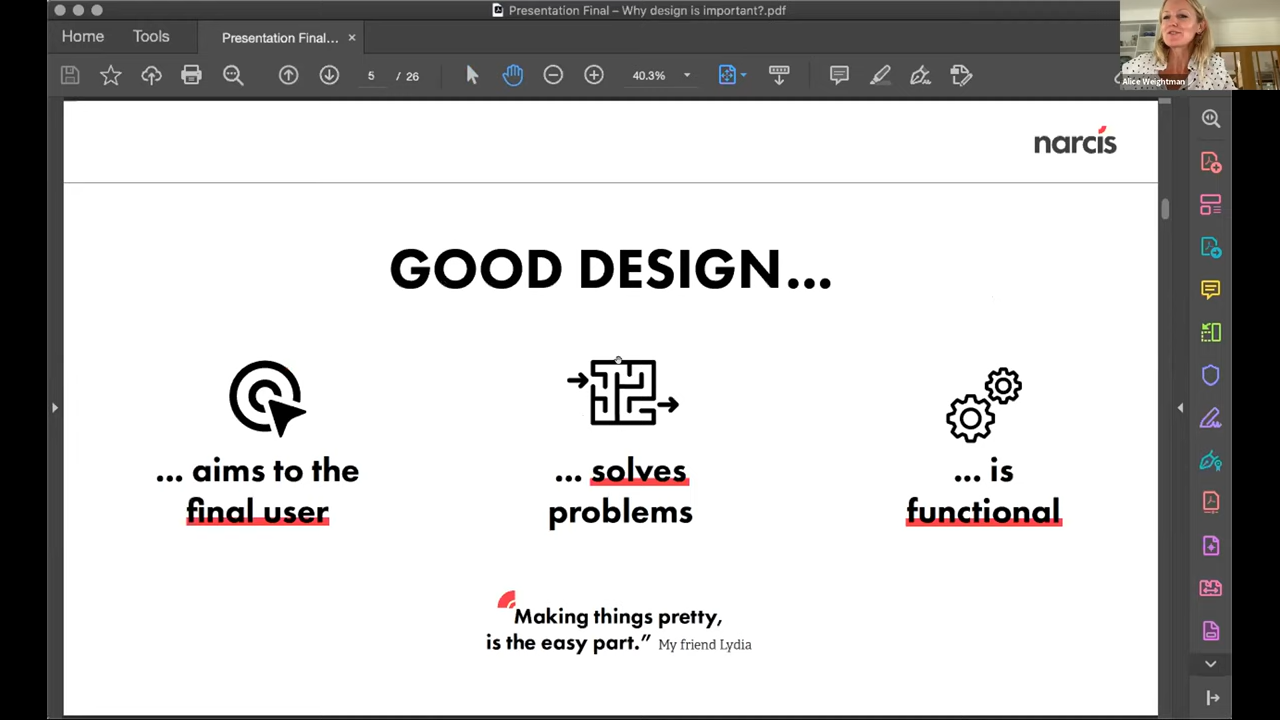 Presentation Final – Why design is important?.pdf
Home
Tools
Presentation Final...
×
5 / 26
40.3%
Alice Weightman
narcis
GOOD DESIGN...
... aims to the
final user
... solves
problems
... is
functional
"Making things pretty,
is the easy part.” My friend Lydia